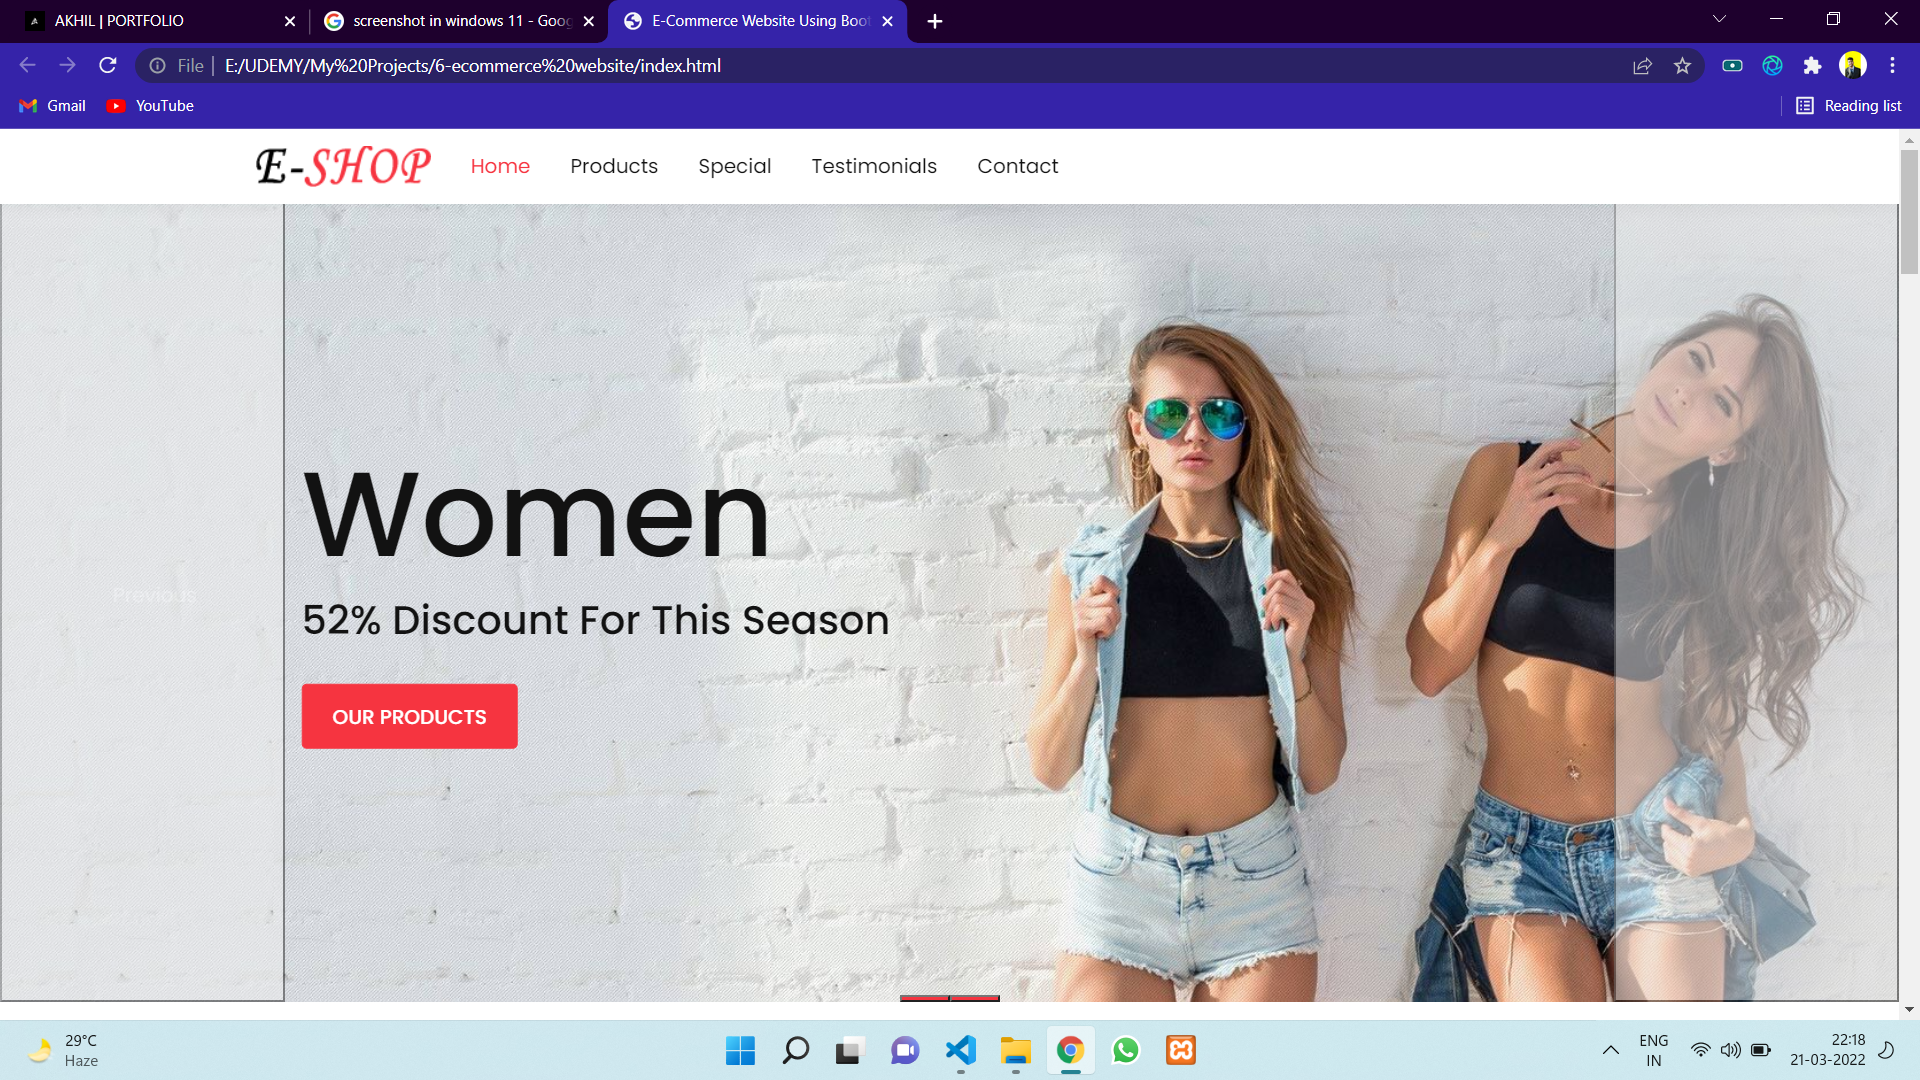 AKHIL | PORTFOLIO
screenshot in windows 11 - Goog
E-Commerce Website Using Boot
File
E:/UDEMY/My%20Projects/6-ecommerce%20website/index.html
Gmail
YouTube
Reading list
E-SHOP
Home
Products
Special
Testimonials
Contact
Women
Previous
52% Discount For This Season
OUR PRODUCTS
29°C
Haze
ENG
IN
22:18
21-03-2022